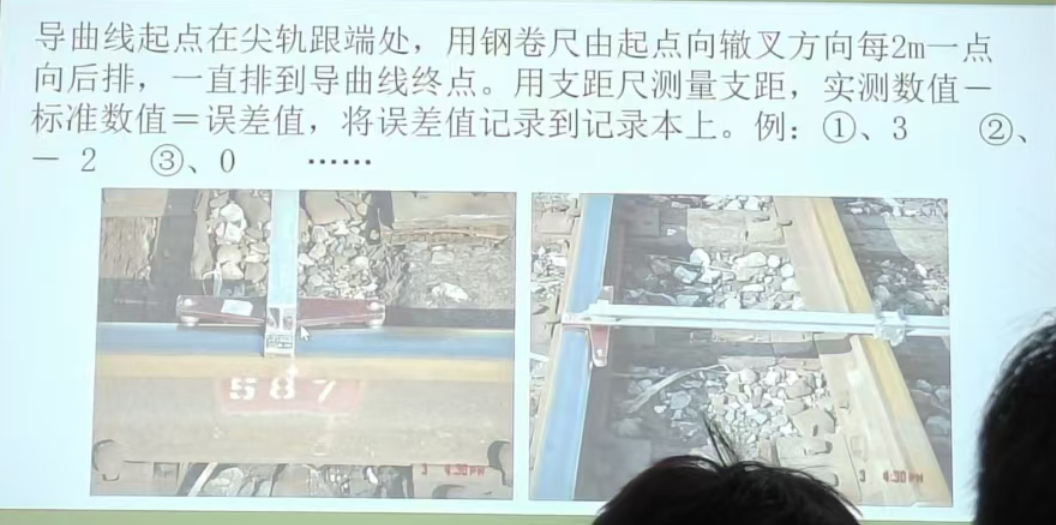 导曲线起点在尖轨跟端处，用钢卷尺由起点向辙叉方向每2m一点
向后排，一直排到导曲线终点。用支距尺测量支距，实测数值－
标准数值＝误差值，将误差值记录到记录本上。例：①、3 ②、
－ 2 ③、0 ……
587
3 4:30PM
3 4:30PM